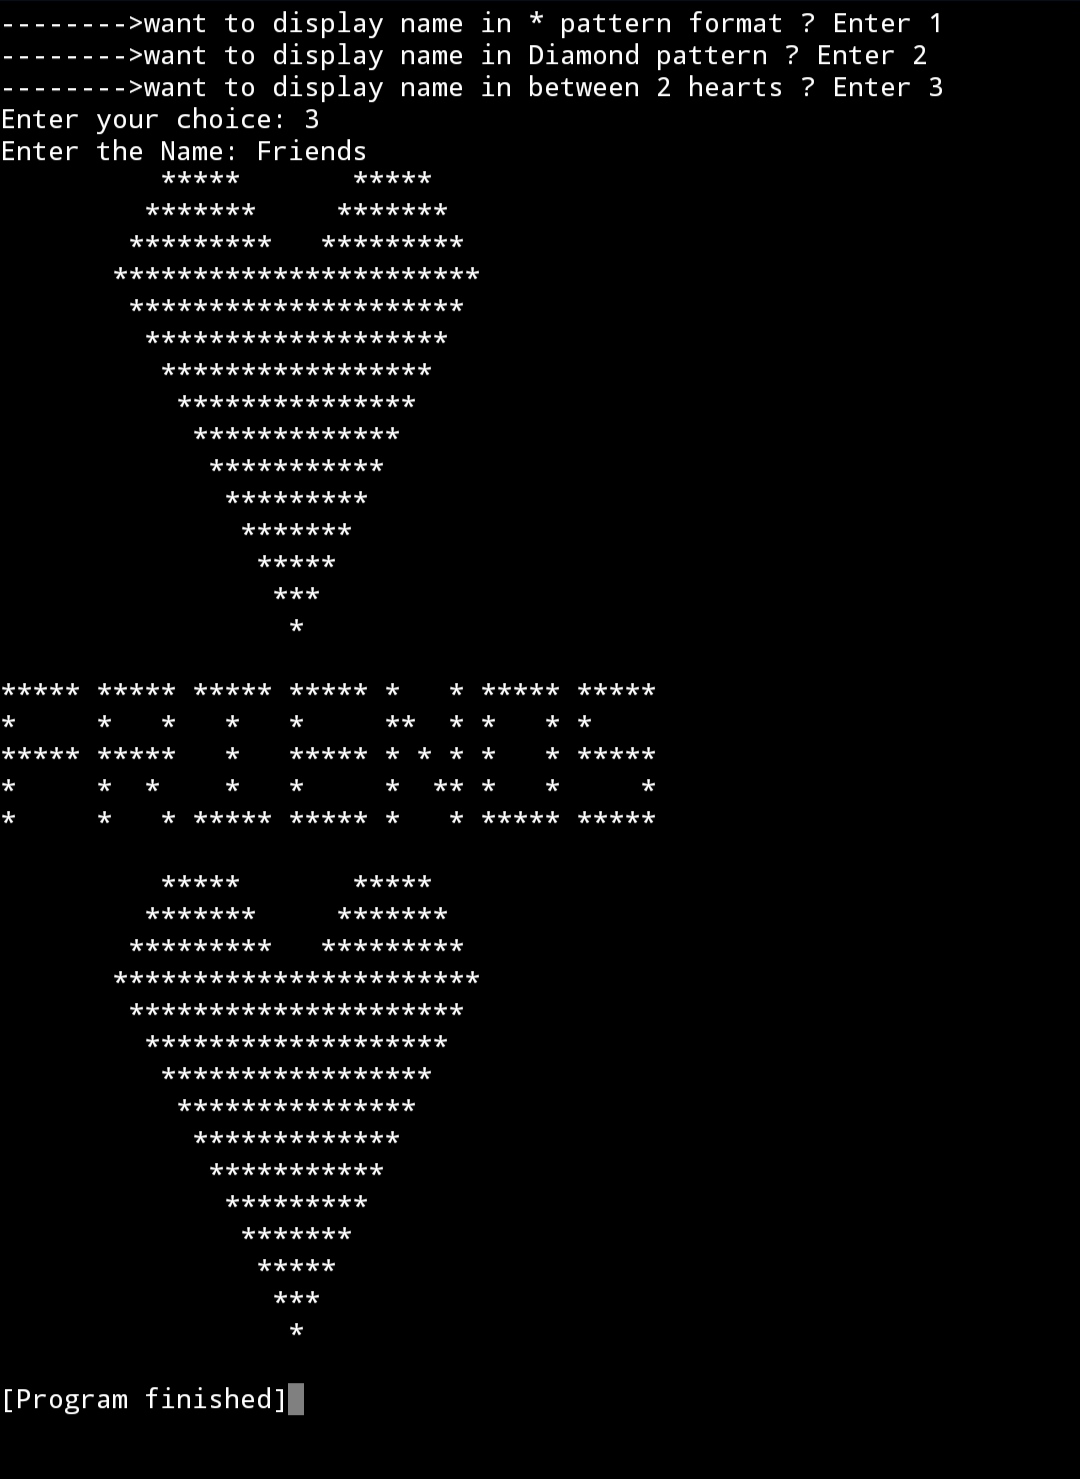 -------->want to display name in * pattern format ? Enter 1
-------->want to display name in Diamond pattern ? Enter 2
-------->want to display name in between 2 hearts ? Enter 3
Enter your choice: 3
Enter the Name: Friends
          *****       *****
         *******     *******
        *********   *********
       ***********************
        *********************
         *******************
          *****************
           ***************
            *************
             ***********
              *********
               *******
                *****
                 ***
                  *

***** ***** ***** ***** *   * ***** *****
*     *   *   *   *     **  * *   * *
***** *****   *   ***** * * * *   * *****
*     *  *    *   *     *  ** *   *     *
*     *   * ***** ***** *   * ***** *****

          *****       *****
         *******     *******
        *********   *********
       ***********************
        *********************
         *******************
          *****************
           ***************
            *************
             ***********
              *********
               *******
                *****
                 ***
                  *

[Program finished]